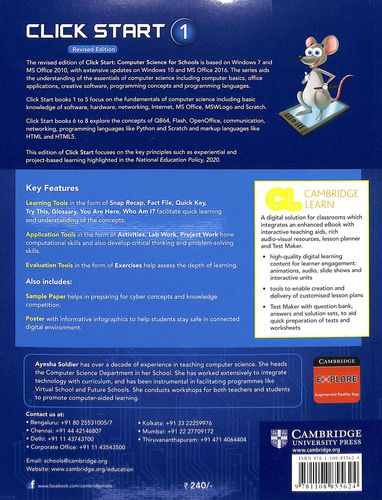 CLICK START 1
Revised Edition
The revised edition of Click Start: Computer Science for Schools is based on Windows 7 and
MS Office 2010, with extensive updates on Windows 10 and MS Office 2016. The series aids
the understanding of the essentials of computer science including computer basics, office
applications, creative software, programming concepts and programming languages.
Click Start books 1 to 5 focus on the fundamentals of computer science including basic
knowledge of software, hardware, networking, Internet, MS Office, MSWLogo and Scratch.
Click Start books 6 to 8 explore the concepts of QB64, Flash, OpenOffice, communication,
networking, programming languages like Python and Scratch and markup languages like
HTML and HTML5.
This edition of Click Start focuses on the key principles such as experiential and
project-based learning highlighted in the National Education Policy, 2020.
Key Features
Learning Tools in the form of Snap Recap, Fact File, Quick Key,
Try This, Glossary, You Are Here, Who Am I? facilitate quick learning
and understanding of the concepts.
Application Tools in the form of Activities, Lab Work, Project Work hone
computational skills and also develop critical thinking and problem-solving
skills.
Evaluation Tools in the form of Exercises help assess the depth of learning.
Also includes:
Sample Paper helps in preparing for cyber concepts and knowledge
competition.
Poster with informative infographics to help students stay safe in connected
digital environment.
CL CAMBRIDGE
LEARN
A digital solution for classrooms which
integrates an enhanced eBook with
interactive teaching aids, rich
audio-visual resources, lesson planner
and Test Maker.
• high-quality digital learning
content for learner engagement:
animations, audio, slide shows and
interactive units
• tools to enable creation and
delivery of customised lesson plans
• Test Maker with question bank,
answers and solution sets, to aid
quick preparation of tests and
worksheets
Ayesha Soldier has over a decade of experience in teaching computer science. She heads
the Computer Science Department in her School. She has worked extensively to integrate
technology with curriculum, and has been instrumental in facilitating programmes like
Virtual School and Future Schools. She conducts workshops for both teachers and students
to promote computer-aided learning.
CAMBRIDGE
EXPLORE
Augmented Reality App
Contact us at:
• Bengaluru: +91 80 25531005/7
• Chennai: +91 44 42146807
• Delhi: +91 11 43743700
• Corporate Office: +91 11 43543500
• Kolkata: +91 33 22259976
• Mumbai: +91 22 27709172
• Thiruvananthapuram: +91 471 4064404
Email: schools@cambridge.org
Website: www.cambridge.org/education
f www.facebook.com/cambridgeindia
₹ 240/-
CAMBRIDGE
UNIVERSITY PRESS
ISBN 978-1-108-85562-4
9 781108 855624